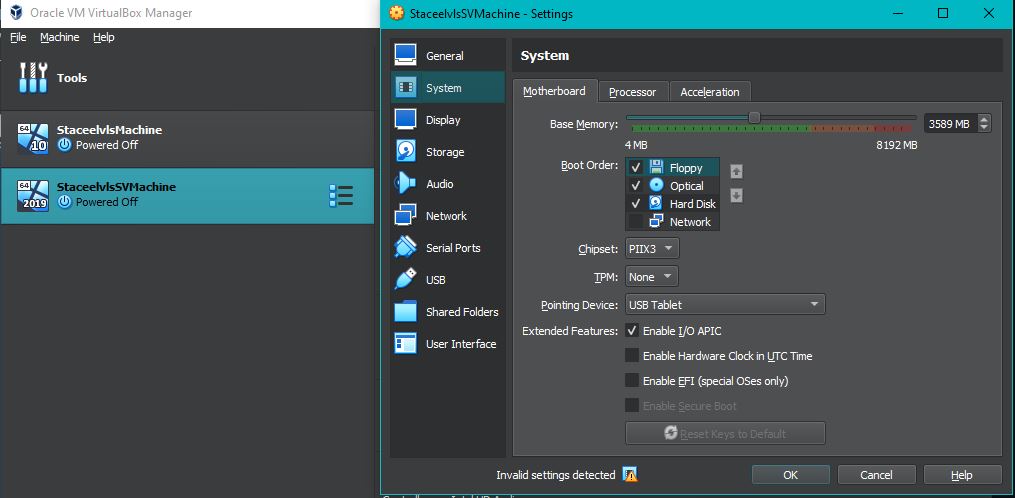 Oracle VM VirtualBox Manager
File Machine Help
Tools
64
10
StaceelvlsMachine
Powered Off
64
2019
StaceelvlsSVMachine
Powered Off
StaceelvlsSVMachine - Settings
General
System
Display
Storage
Audio
Network
Serial Ports
USB
Shared Folders
User Interface
System
Motherboard Processor Acceleration
Base Memory: 3589 MB
4 MB 8192 MB
Boot Order: Floppy
Optical
Hard Disk
Network
Chipset: PIIX3
TPM: None
Pointing Device: USB Tablet
Extended Features: Enable I/O APIC
Enable Hardware Clock in UTC Time
Enable EFI (special OSes only)
Enable Secure Boot
Reset Keys to Default
Invalid settings detected OK Cancel Help